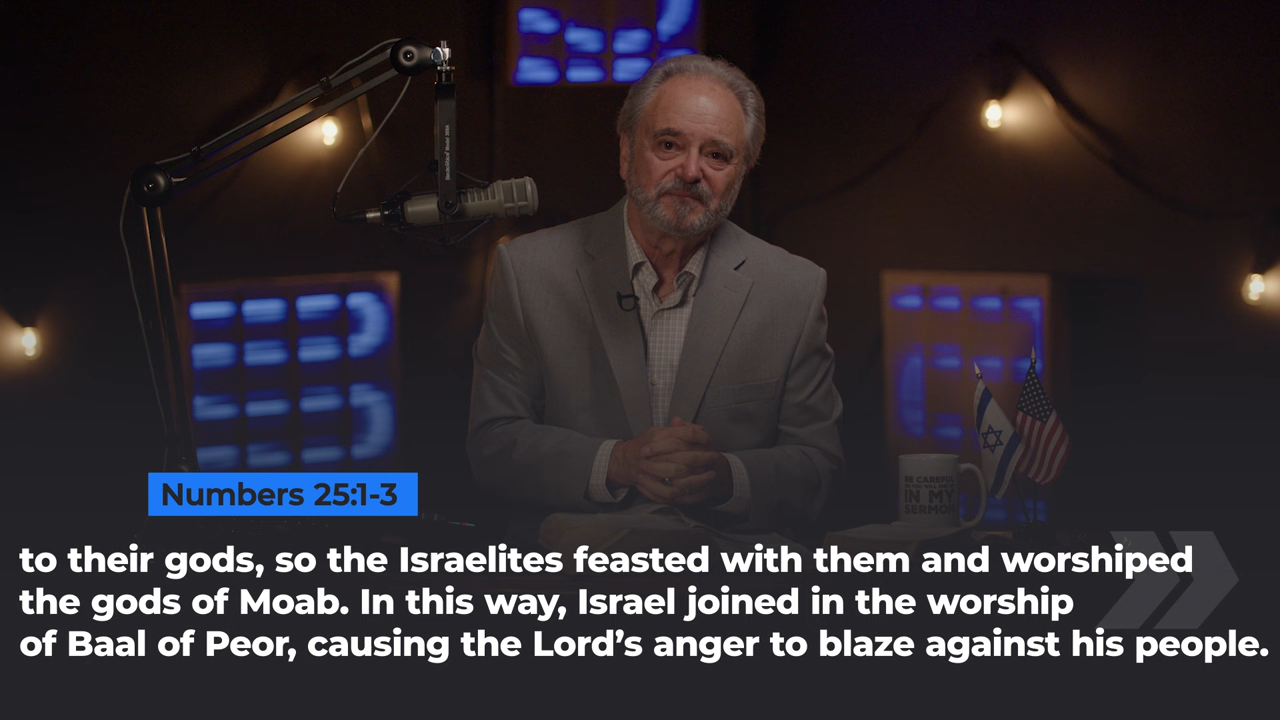 Numbers 25:1-3
to their gods, so the Israelites feasted with them and worshiped
the gods of Moab. In this way, Israel joined in the worship
of Baal of Peor, causing the Lord’s anger to blaze against his people.
BE CAREFUL
IN MY
SERMON